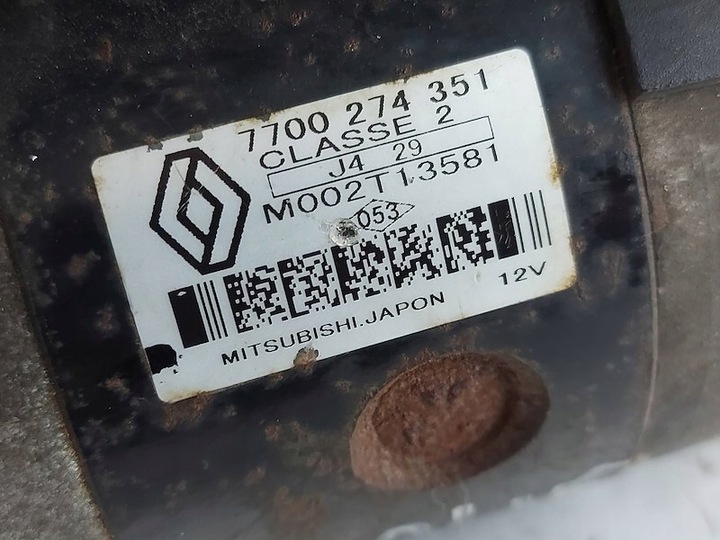 7700 274 351
CLASSE 2
J4 29
M002T13581
053
MITSUBISHI.JAPON
12V